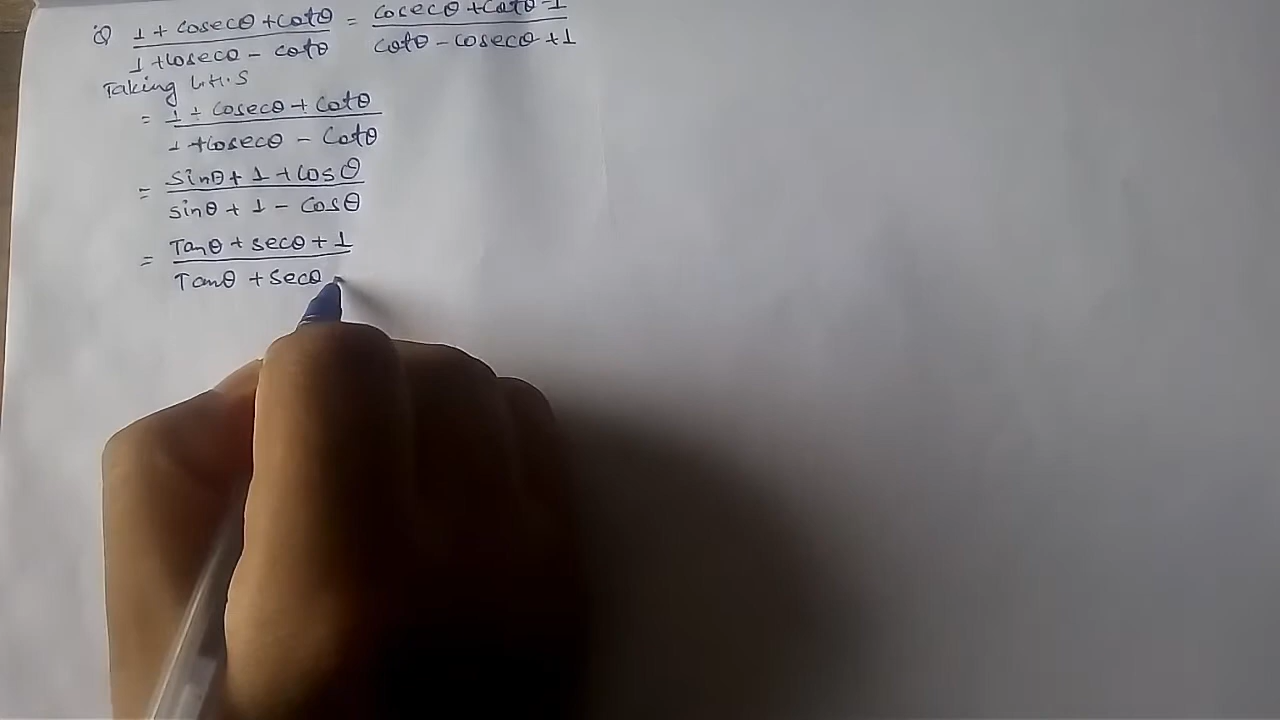 Q 1 + cosecθ + cotθ / 1 + cosecθ - cotθ = cosecθ + cotθ - 1 / cotθ - cosecθ + 1
Taking L.H.S
= 1 + cosecθ + cotθ / 1 + cosecθ - cotθ
= sinθ + 1 + cosθ / sinθ + 1 - cosθ
= Tanθ + secθ + 1 / Tanθ + secθ